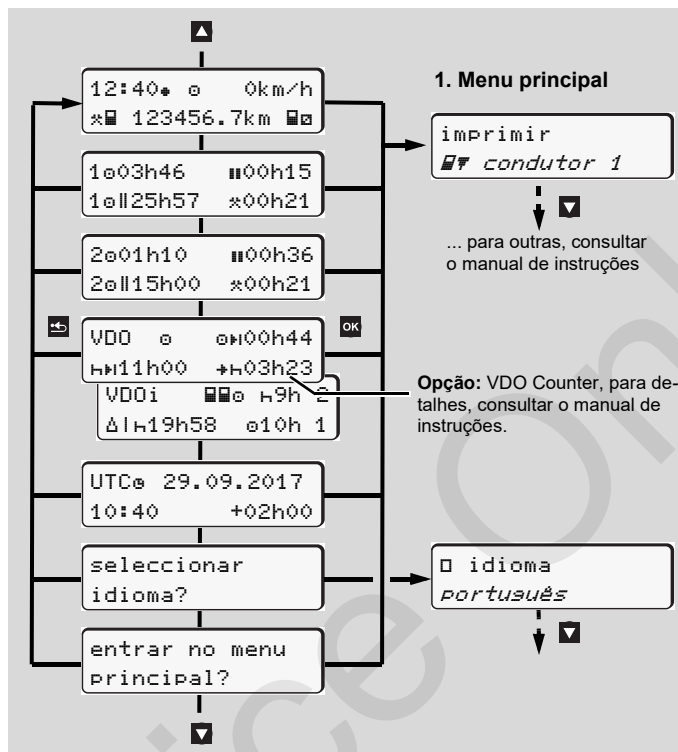 12:40 0km/h
123456.7km
1. Menu principal
imprimir
condutor 1
... para outras, consultar
o manual de instruções
1 03h46 00h15
1 25h57 00h21
2 01h10 00h36
2 15h00 00h21
OK
VDO 00h44
11h00 03h23
VDOi 9h 2
19h58 10h 1
Opção: VDO Counter, para de-
talhes, consultar o manual de
instruções.
UTC 29.09.2017
10:40 +02h00
seleccionar
idioma?
idioma
português
entrar no menu
principal?